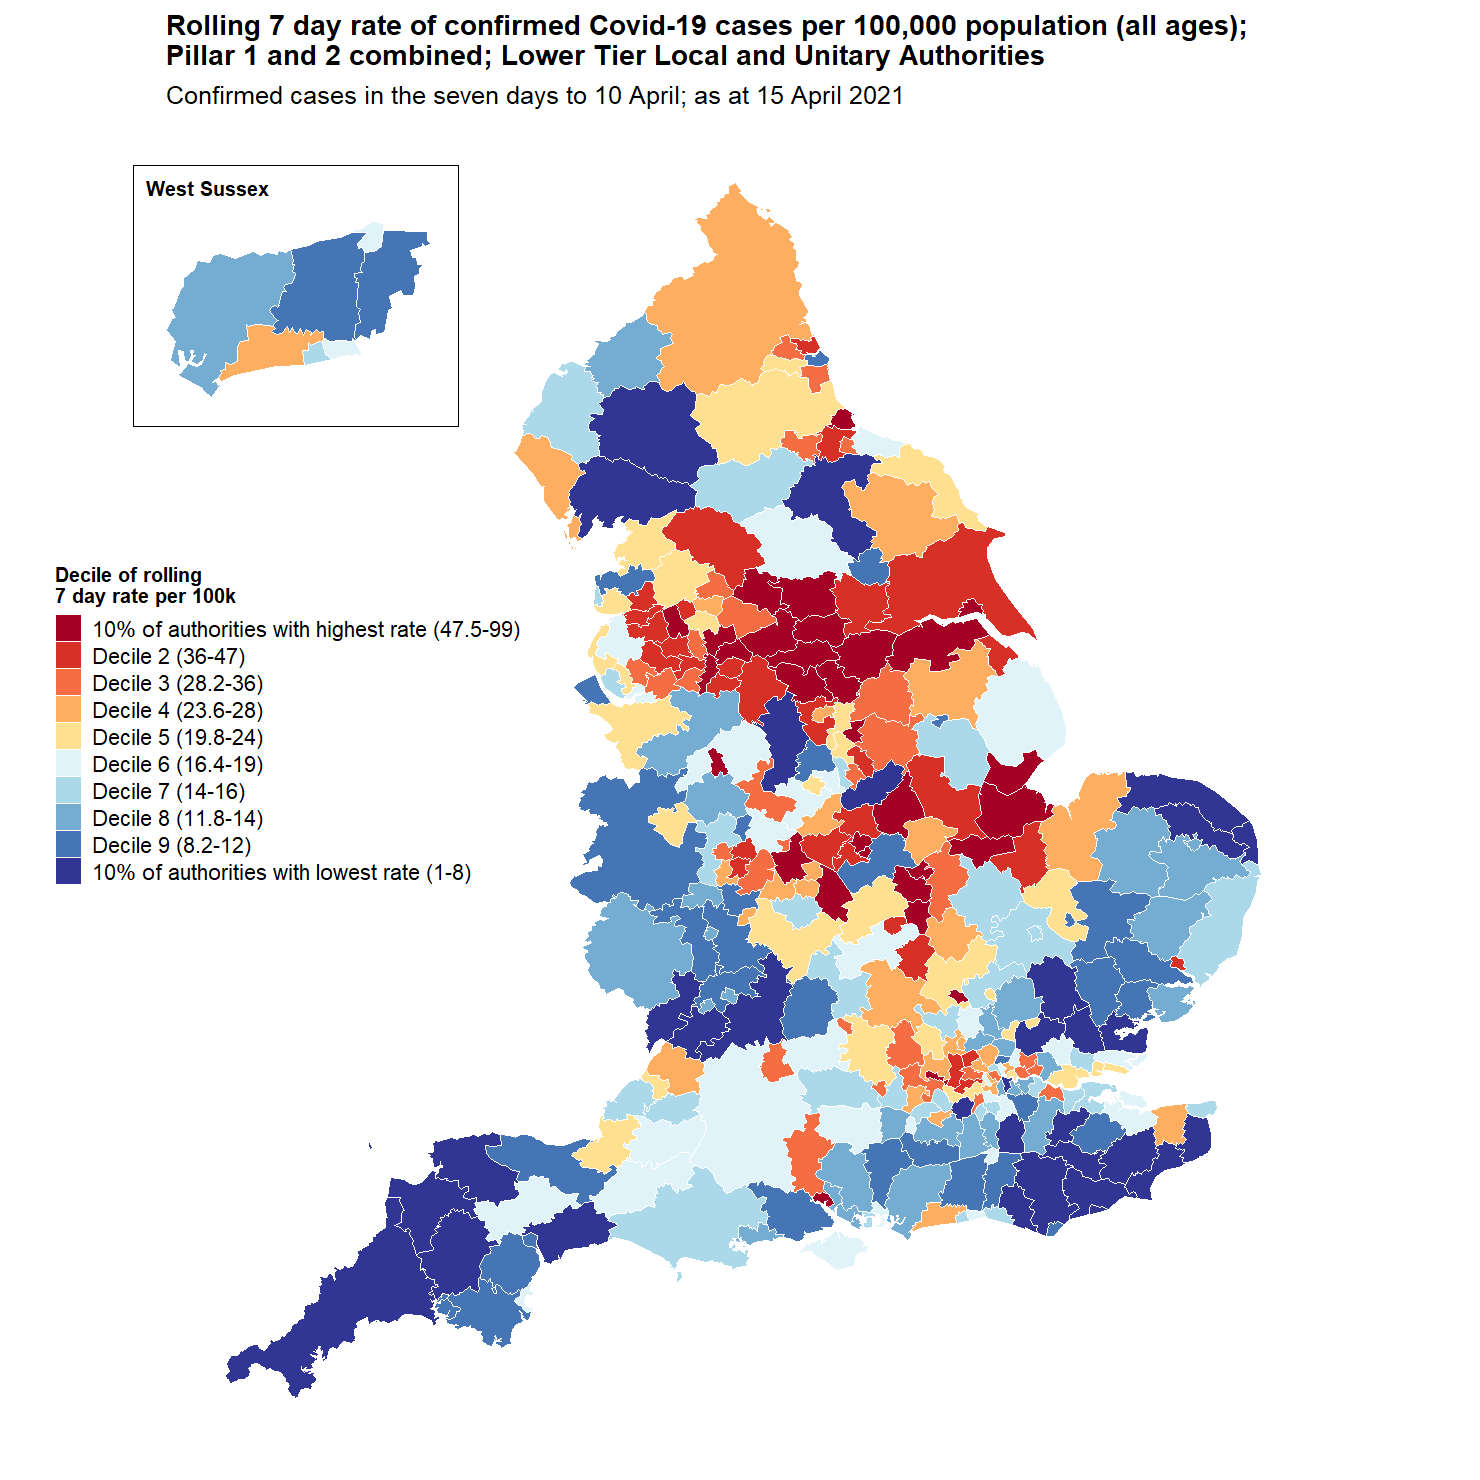 Rolling 7 day rate of confirmed Covid-19 cases per 100,000 population (all ages);
Pillar 1 and 2 combined; Lower Tier Local and Unitary Authorities
Confirmed cases in the seven days to 10 April; as at 15 April 2021
West Sussex
Decile of rolling
7 day rate per 100k
10% of authorities with highest rate (47.5-99)
Decile 2 (36-47)
Decile 3 (28.2-36)
Decile 4 (23.6-28)
Decile 5 (19.8-24)
Decile 6 (16.4-19)
Decile 7 (14-16)
Decile 8 (11.8-14)
Decile 9 (8.2-12)
10% of authorities with lowest rate (1-8)